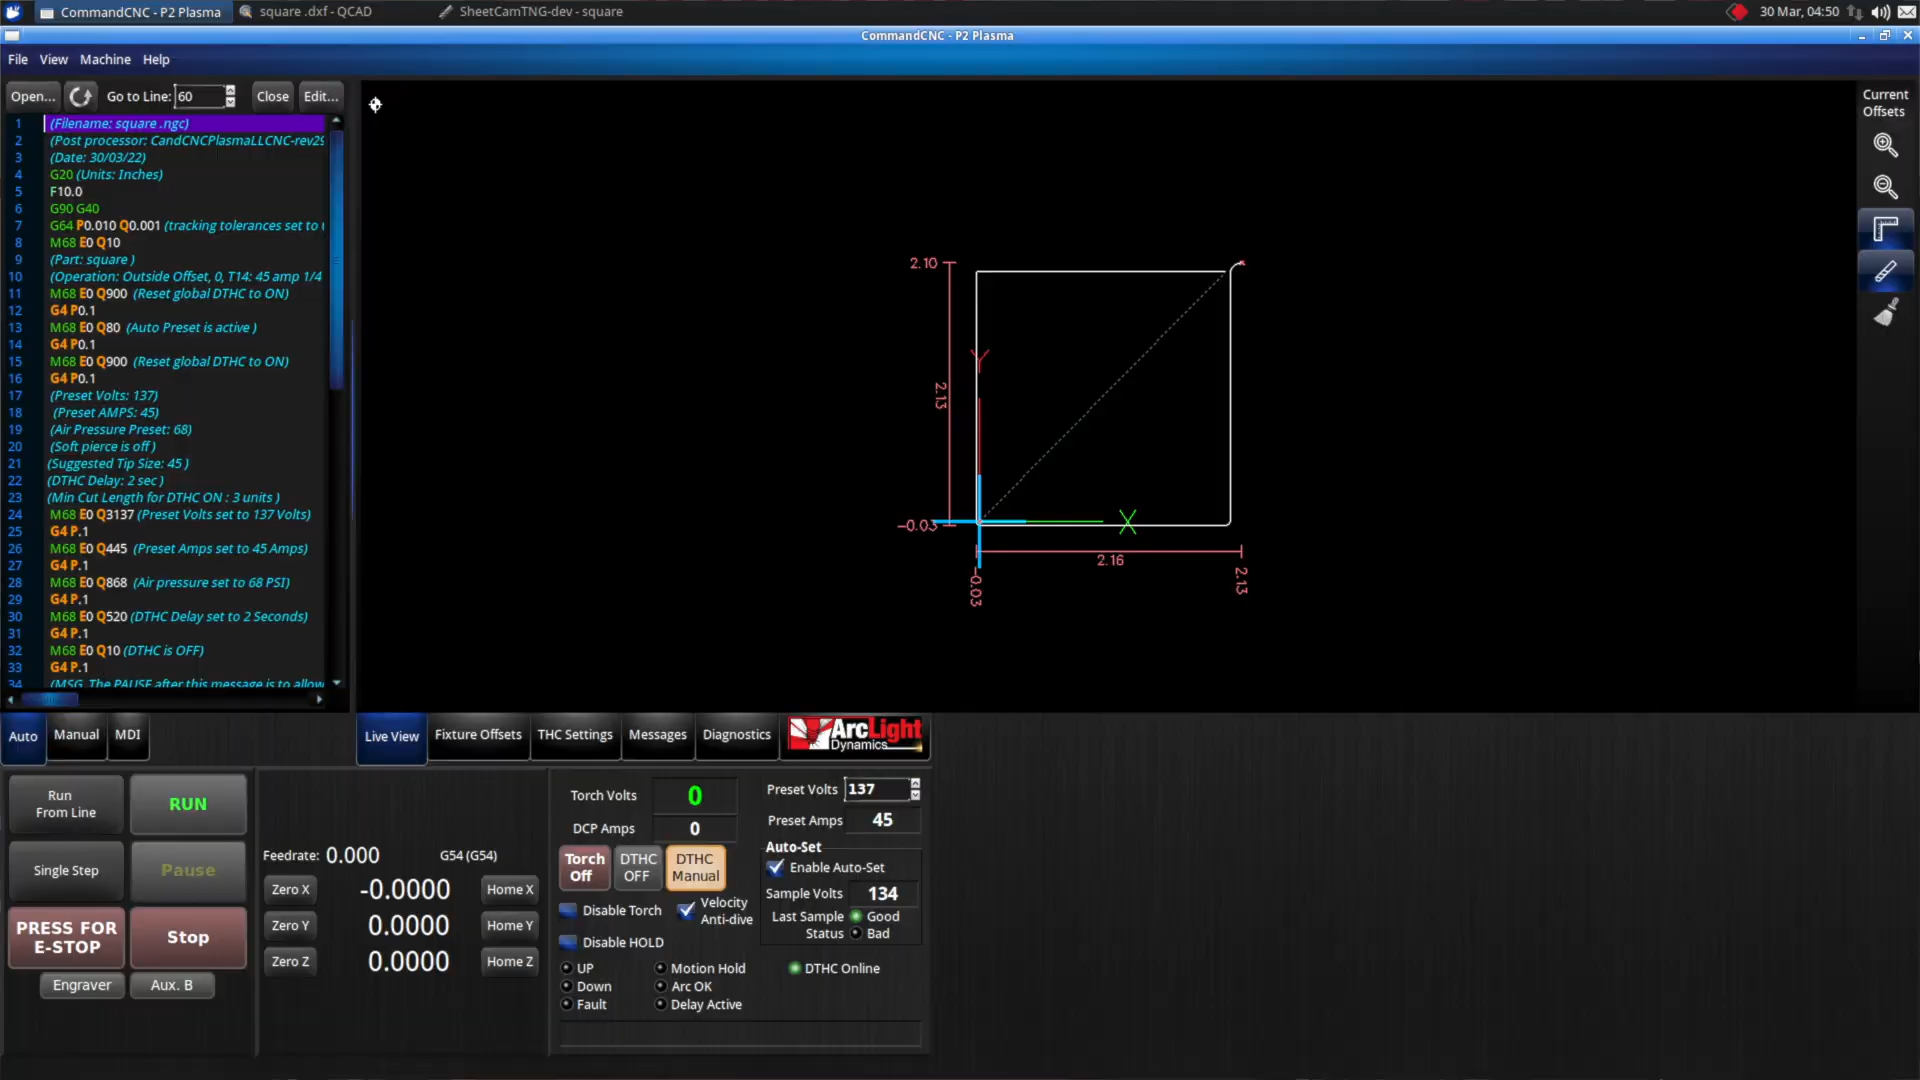 CommandCNC - P2 Plasma
square .dxf - QCAD
SheetCamTNG-dev - square
30 Mar, 04:50
CommandCNC - P2 Plasma
File View Machine Help
Open... Go to Line: 60 Close Edit...
1 (Filename: square .ngc)
2 (Post processor: CandCNCPlasmaLLCNC-rev29
3 (Date: 30/03/22)
4 G20 (Units: Inches)
5 F10.0
6 G90 G40
7 G64 P0.010 Q0.001 (tracking tolerances set to
8 M68 E0 Q10
9 (Part: square )
10 (Operation: Outside Offset, 0, T14: 45 amp 1/4
11 M68 E0 Q900 (Reset global DTHC to ON)
12 G4 P0.1
13 M68 E0 Q80 (Auto Preset is active )
14 G4 P0.1
15 M68 E0 Q900 (Reset global DTHC to ON)
16 G4 P0.1
17 (Preset Volts: 137)
18 (Preset AMPS: 45)
19 (Air Pressure Preset: 68)
20 (Soft pierce is off )
21 (Suggested Tip Size: 45 )
22 (DTHC Delay: 2 sec )
23 (Min Cut Length for DTHC ON : 3 units )
24 M68 E0 Q3137 (Preset Volts set to 137 Volts)
25 G4 P.1
26 M68 E0 Q445 (Preset Amps set to 45 Amps)
27 G4 P.1
28 M68 E0 Q868 (Air pressure set to 68 PSI)
29 G4 P.1
30 M68 E0 Q520 (DTHC Delay set to 2 Seconds)
31 G4 P.1
32 M68 E0 Q10 (DTHC is OFF)
33 G4 P.1
34 (MSG, The PAUSE after this message is to allow
2.10
2.13
Y
-0.03
X
2.16
-0.03
2.13
Current
Offsets
Auto Manual MDI
Live View Fixture Offsets THC Settings Messages Diagnostics ArcLight
Dynamics
Run
From Line
RUN
Single Step
Pause
PRESS FOR
E-STOP
Stop
Engraver
Aux. B
Feedrate: 0.000 G54 (G54)
Zero X -0.0000 Home X
Zero Y 0.0000 Home Y
Zero Z 0.0000 Home Z
Torch Volts 0
DCP Amps 0
Torch
Off
DTHC
OFF
DTHC
Manual
Disable Torch
Velocity
Anti-dive
Disable HOLD
UP
Down
Fault
Motion Hold
Arc OK
Delay Active
Preset Volts 137
Preset Amps 45
Auto-Set
Enable Auto-Set
Sample Volts 134
Last Sample
Status
Good
Bad
DTHC Online